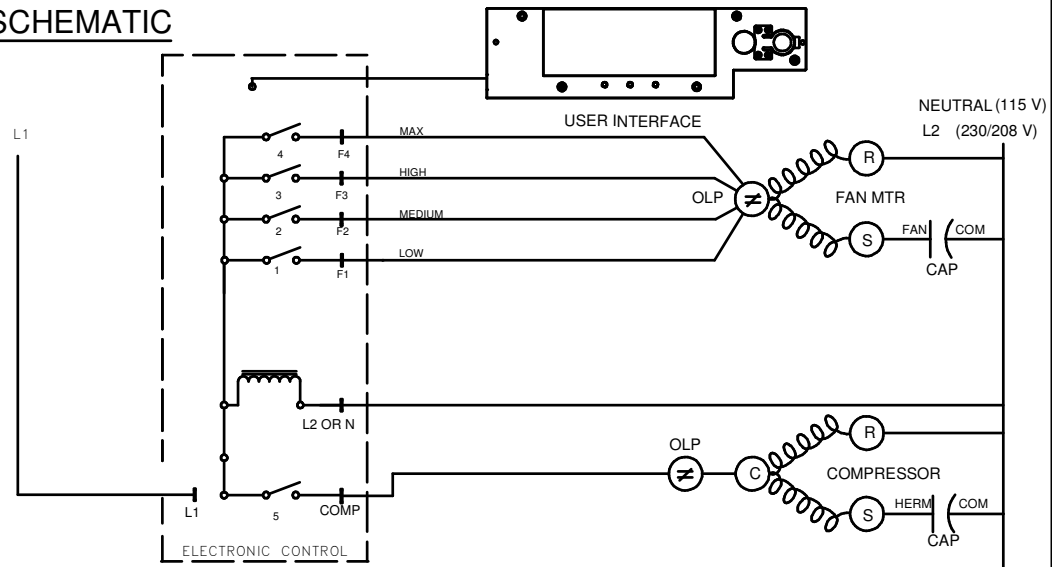 SCHEMATIC
NEUTRAL (115 V)
L2 (230/208 V)
USER INTERFACE
L1
MAX
4
F4
HIGH
3
F3
MEDIUM
2
F2
LOW
1
F1
OLP
R
FAN MTR
S
FAN
COM
CAP
L2 OR N
OLP
R
C
COMPRESSOR
S
HERM
COM
CAP
L1
5
COMP
ELECTRONIC CONTROL